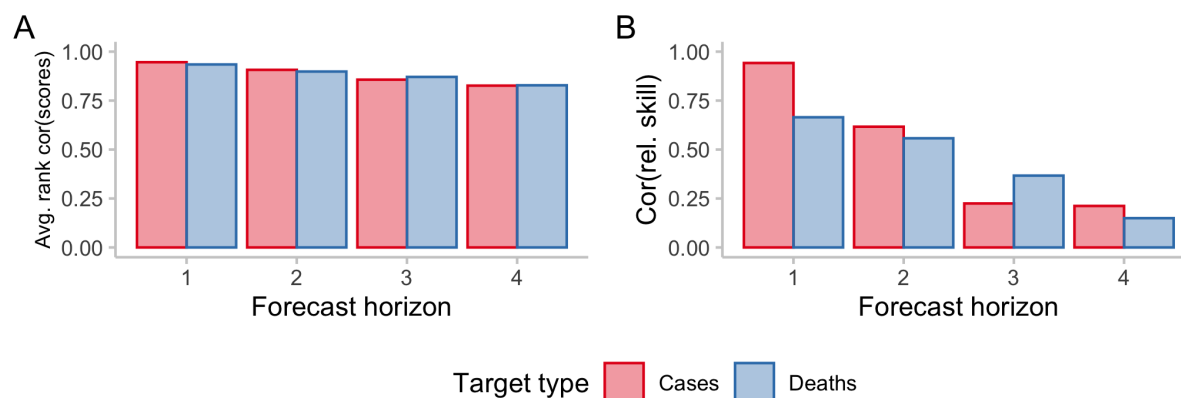 A
Avg. rank cor(scores)
1.00
0.75
0.50
0.25
0.00
1 2 3 4
Forecast horizon
B
Cor(rel. skill)
1.00
0.75
0.50
0.25
0.00
1 2 3 4
Forecast horizon
Target type Cases Deaths